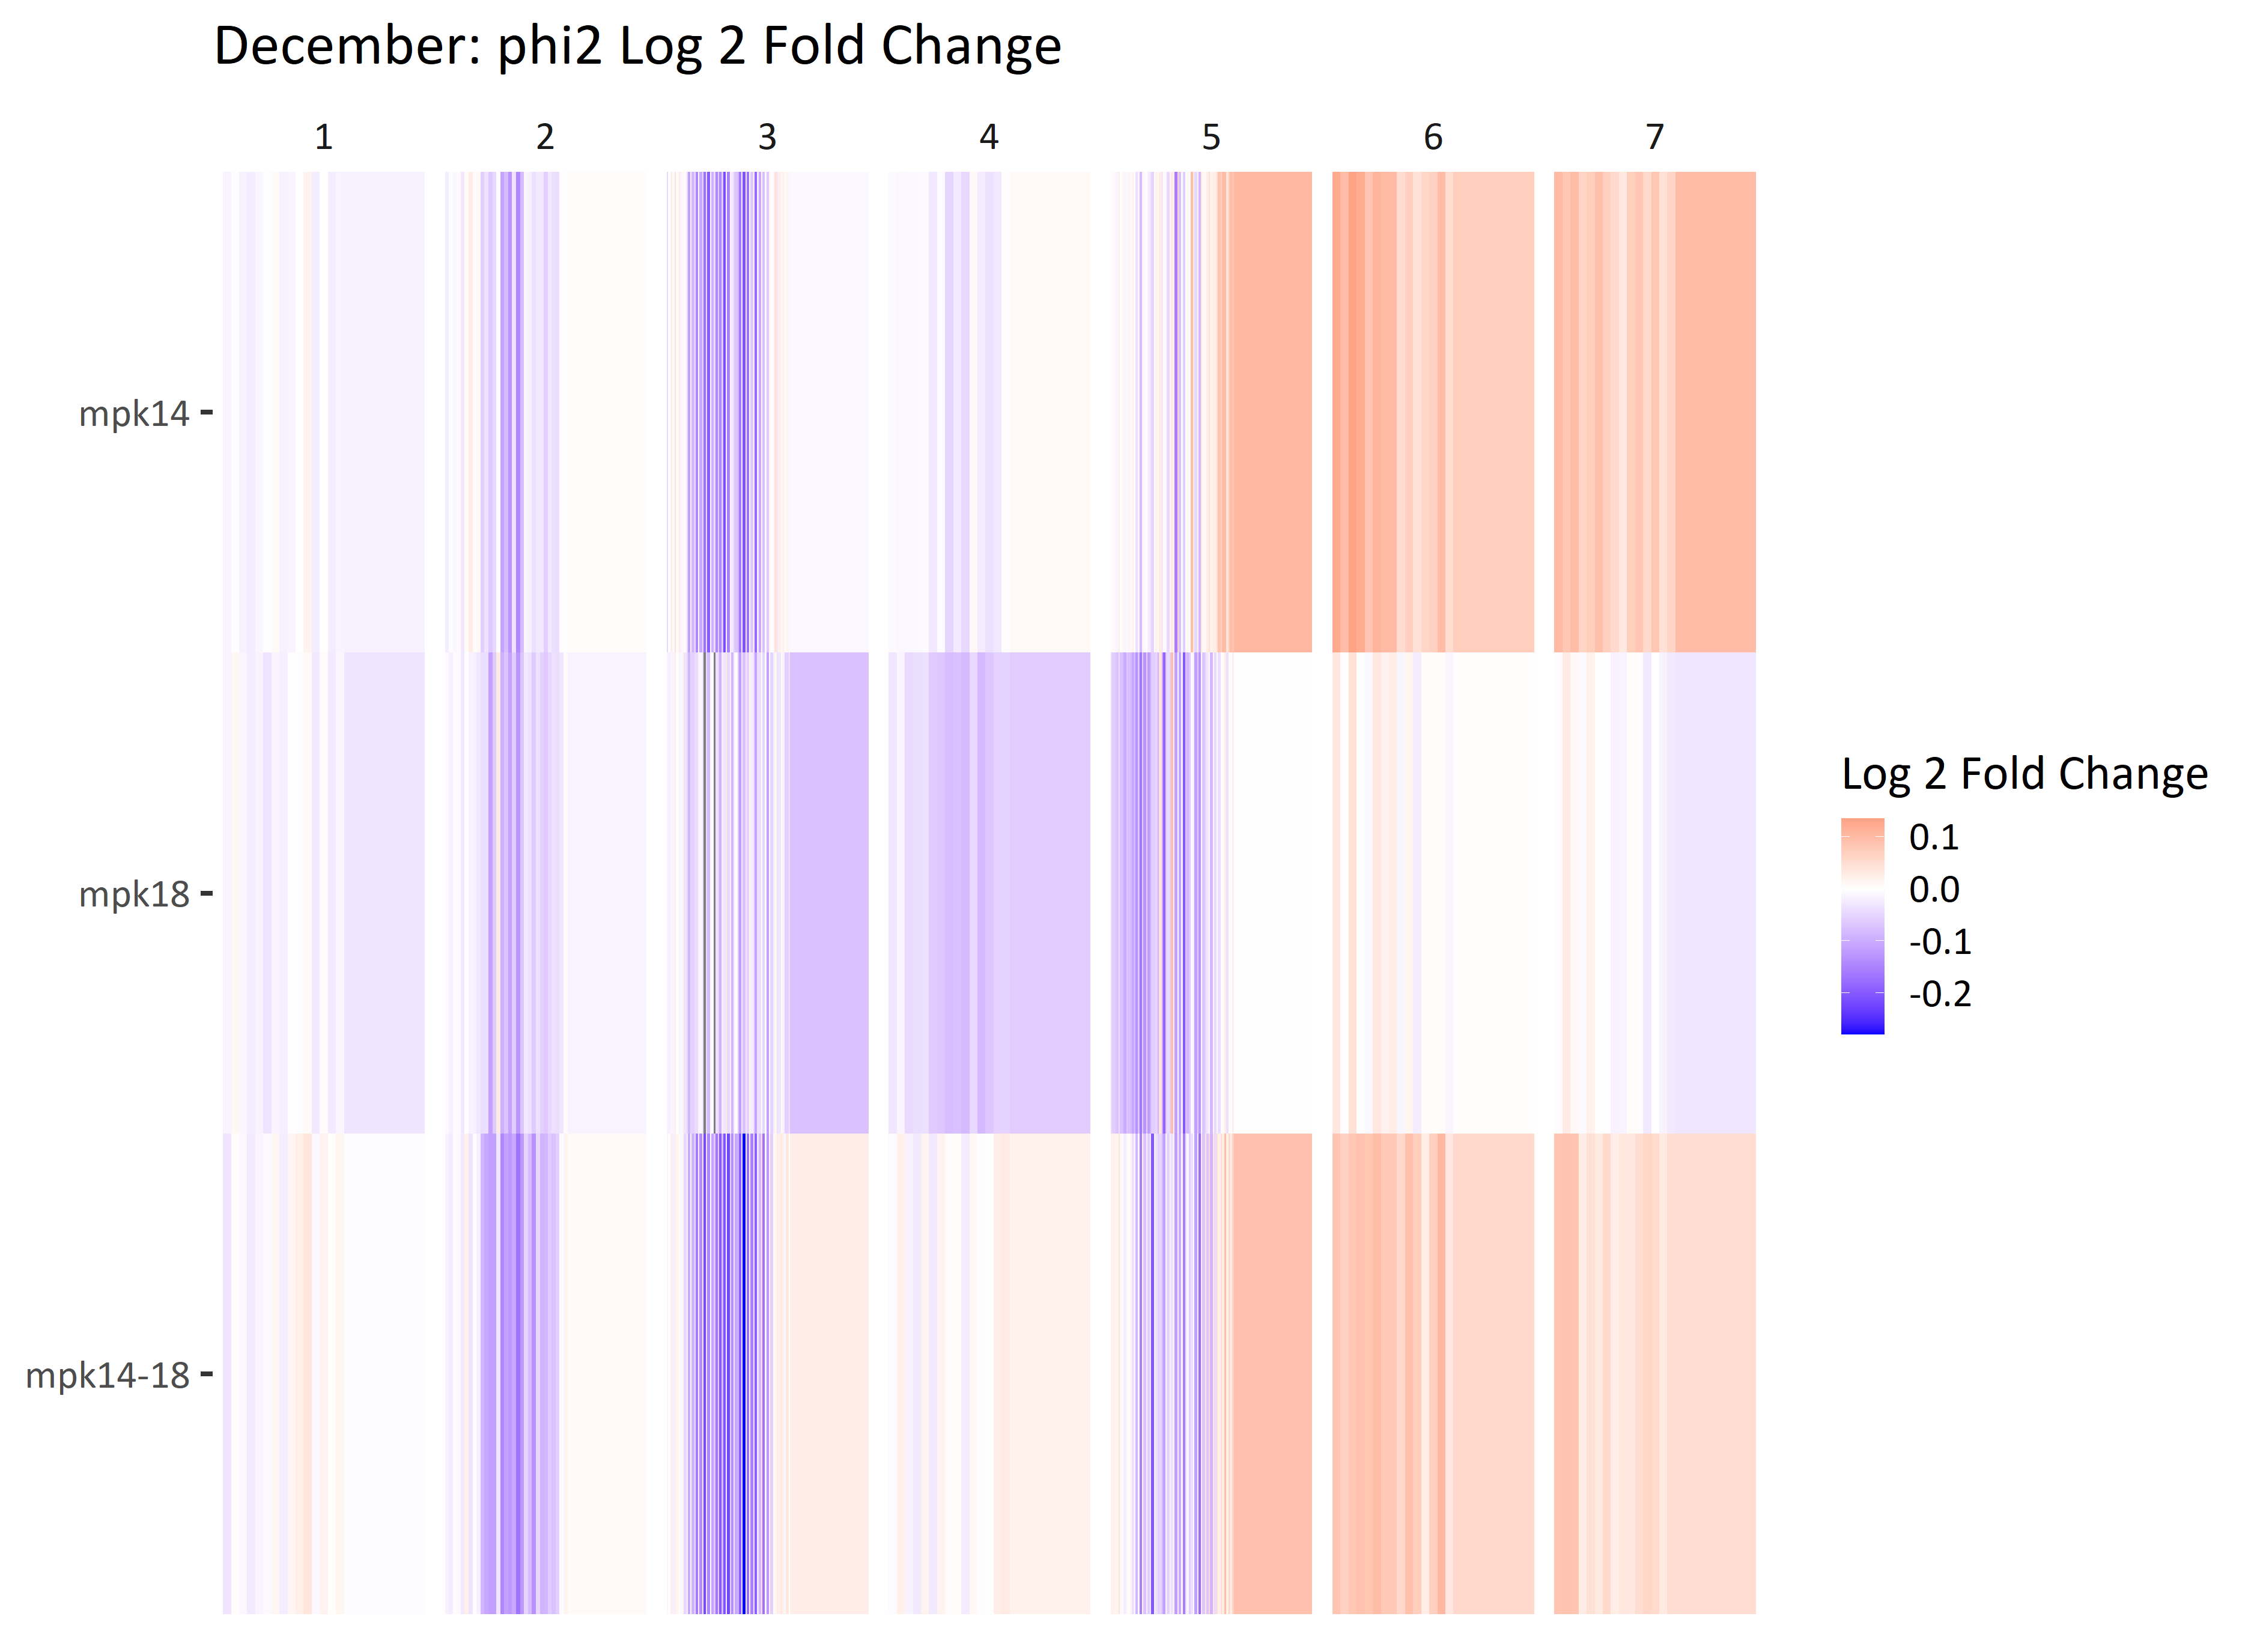 December: phi2 Log 2 Fold Change
1 2 3 4 5 6 7
mpk14
mpk18
mpk14-18
Log 2 Fold Change
0.1
0.0
-0.1
-0.2